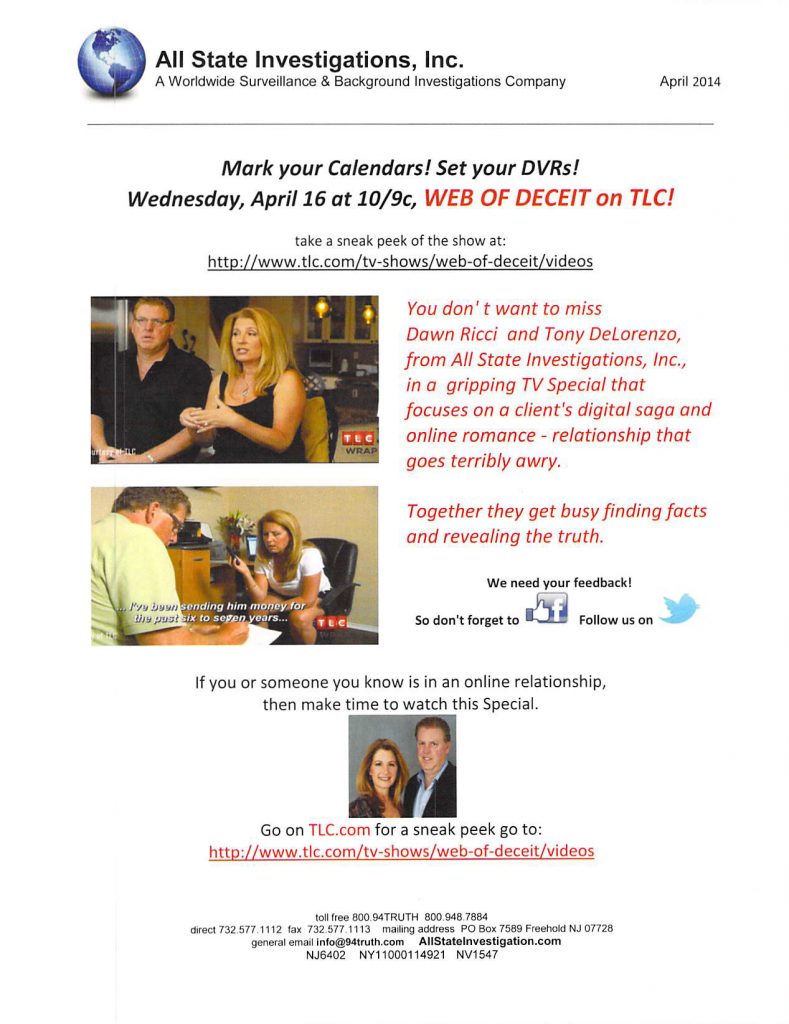 All State Investigations, Inc.
A Worldwide Surveillance & Background Investigations Company
April 2014
Mark your Calendars! Set your DVRs!
Wednesday, April 16 at 10/9c, WEB OF DECEIT on TLC!
take a sneak peek of the show at:
http://www.tlc.com/tv-shows/web-of-deceit/videos
TLC
WRAP
urtesy of TLC
You don' t want to miss
Dawn Ricci and Tony DeLorenzo,
from All State Investigations, Inc.,
in a gripping TV Special that
focuses on a client's digital saga and
online romance - relationship that
goes terribly awry.
Together they get busy finding facts
and revealing the truth.
... I've been sending him money for
the past six to seven years...
TLC
WRAP
y of TLC
We need your feedback!
So don't forget to f Follow us on
If you or someone you know is in an online relationship,
then make time to watch this Special.
Go on TLC.com for a sneak peek go to:
http://www.tlc.com/tv-shows/web-of-deceit/videos
toll free 800.94TRUTH 800.948.7884
direct 732.577.1112 fax 732.577.1113 mailing address PO Box 7589 Freehold NJ 07728
general email info@94truth.com AllStateInvestigation.com
NJ6402 NY11000114921 NV1547